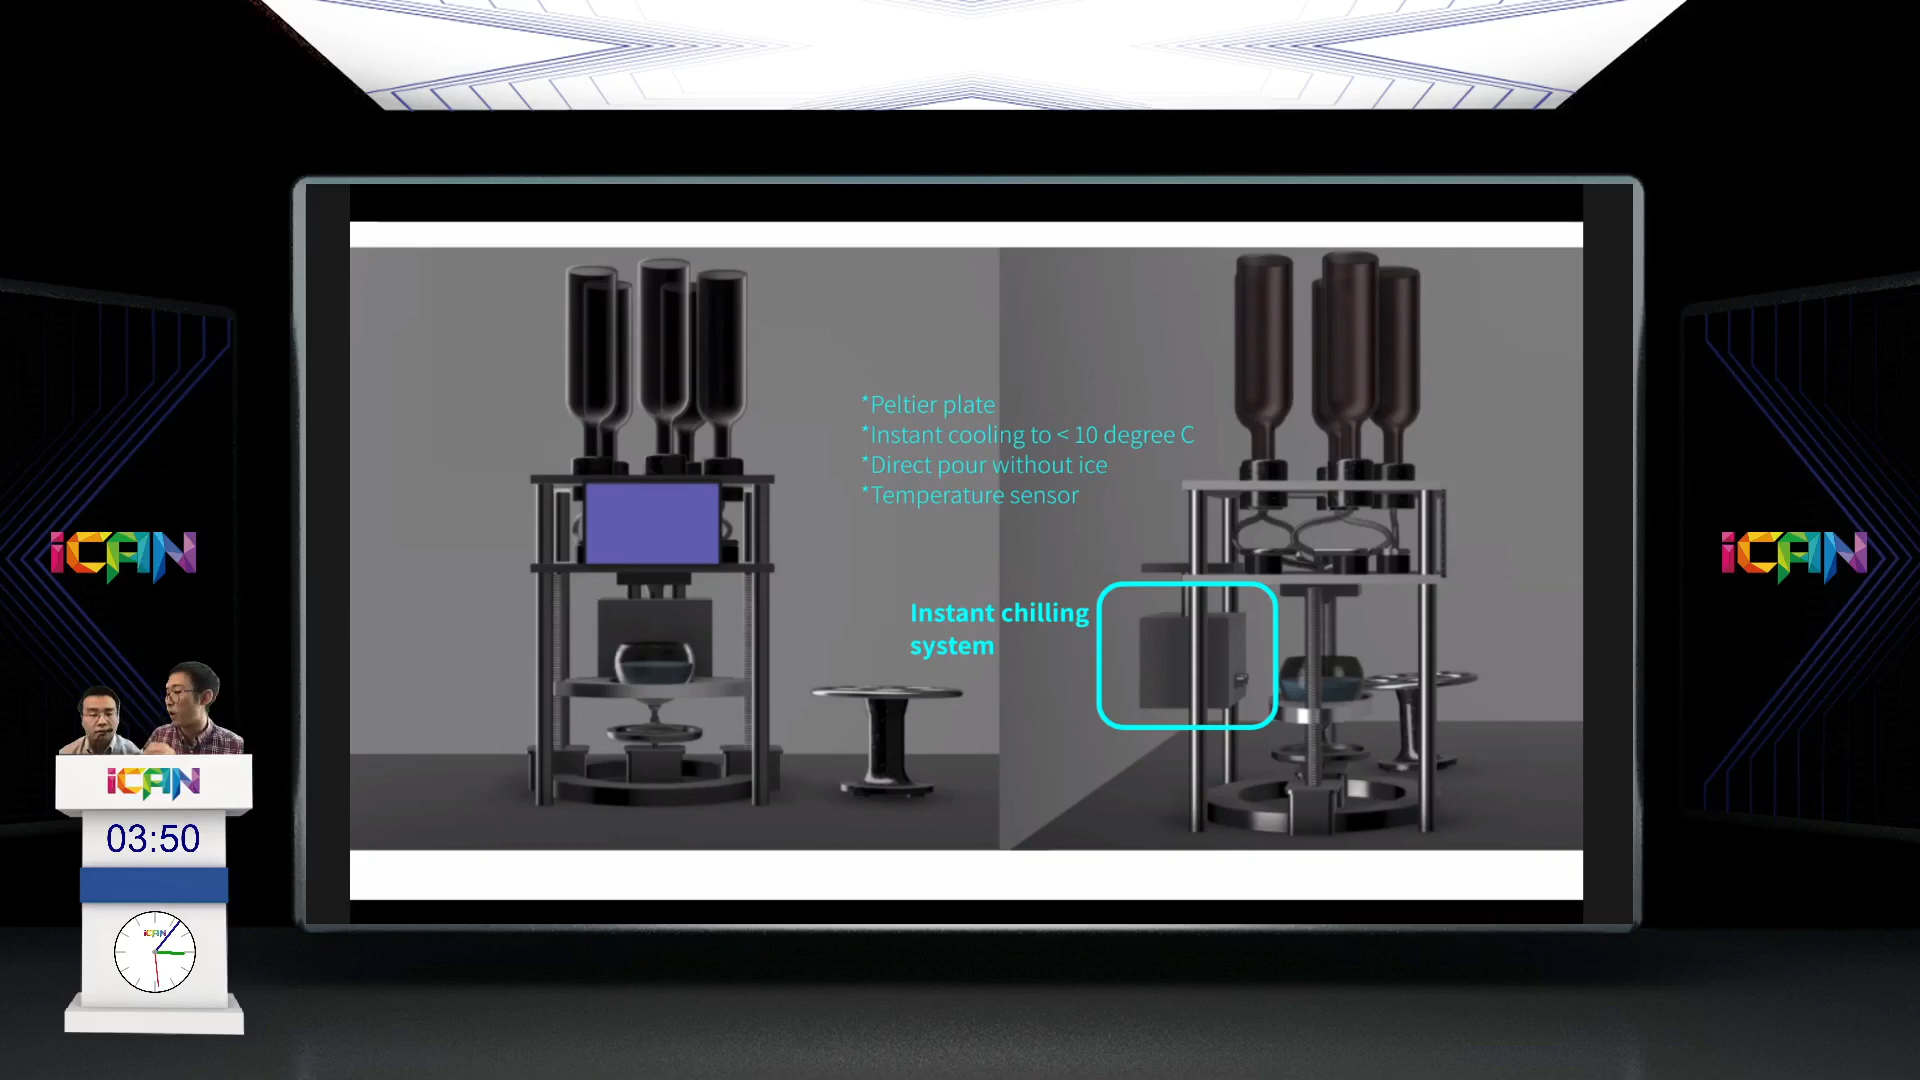 *Peltier plate
*Instant cooling to < 10 degree C
*Direct pour without ice
*Temperature sensor
Instant chilling
system
iCAN
iCAN
iCAN
03:50
iCAN